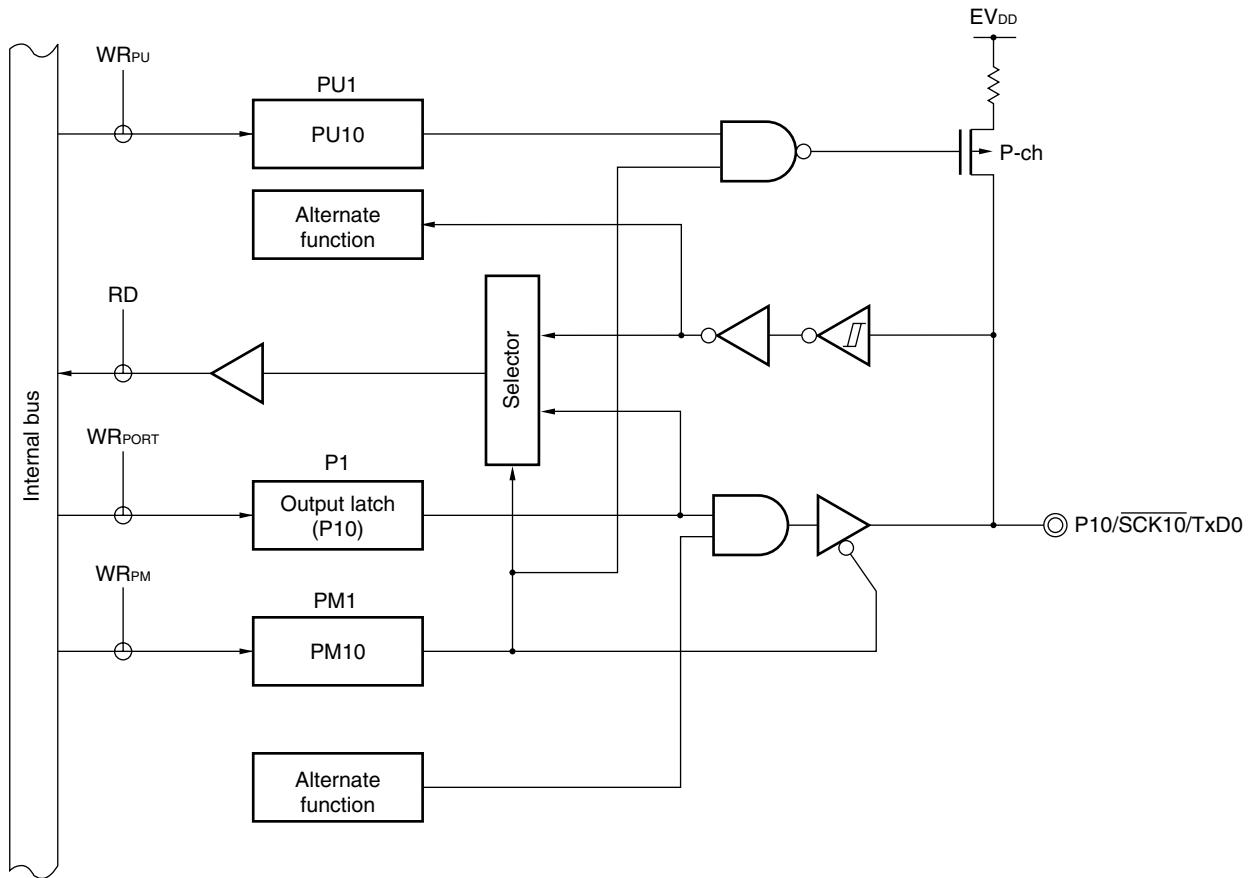 EVDD
WRPU
PU1
PU10
P-ch
Alternate
function
RD
Selector
Internal bus
WRPORT
P1
Output latch
(P10)
P10/SCK10/TxD0
WRPM
PM1
PM10
Alternate
function